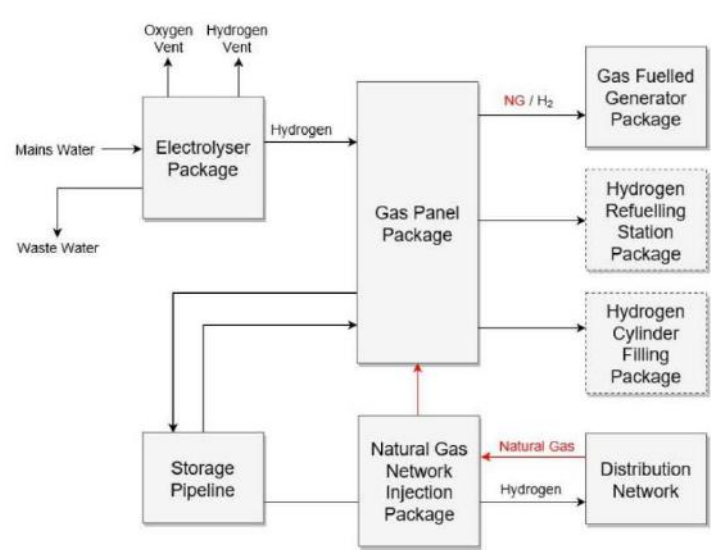 Oxygen
Vent
Hydrogen
Vent
Mains Water
Electrolyser
Package
Hydrogen
Waste Water
Gas Panel
Package
NG / H₂
Gas Fuelled
Generator
Package
Hydrogen
Refuelling
Station
Package
Hydrogen
Cylinder
Filling
Package
Storage
Pipeline
Natural Gas
Network
Injection
Package
Natural Gas
Hydrogen
Distribution
Network